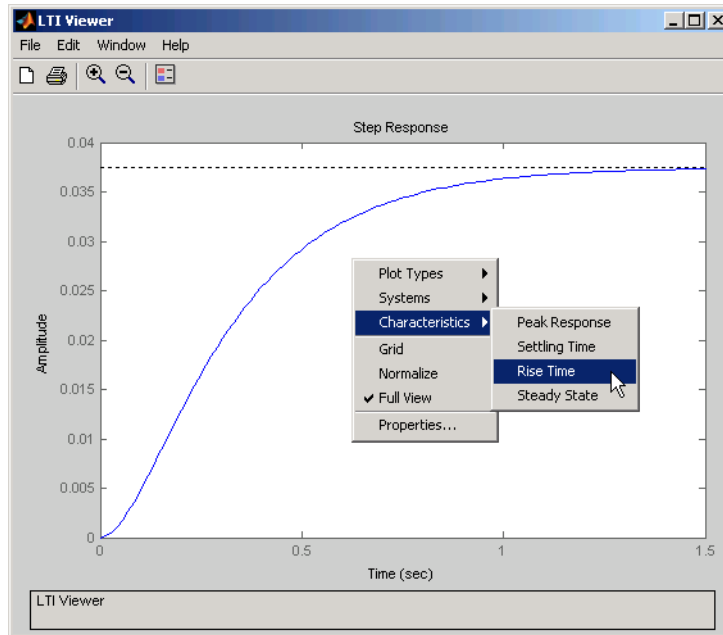 LTI Viewer
File Edit Window Help
Step Response
0.04
0.035
0.03
0.025
0.02
0.015
0.01
0.005
0
Amplitude
Plot Types
Systems
Characteristics
Grid
Normalize
Full View
Properties...
Peak Response
Settling Time
Rise Time
Steady State
0 0.5 1 1.5
Time (sec)
LTI Viewer